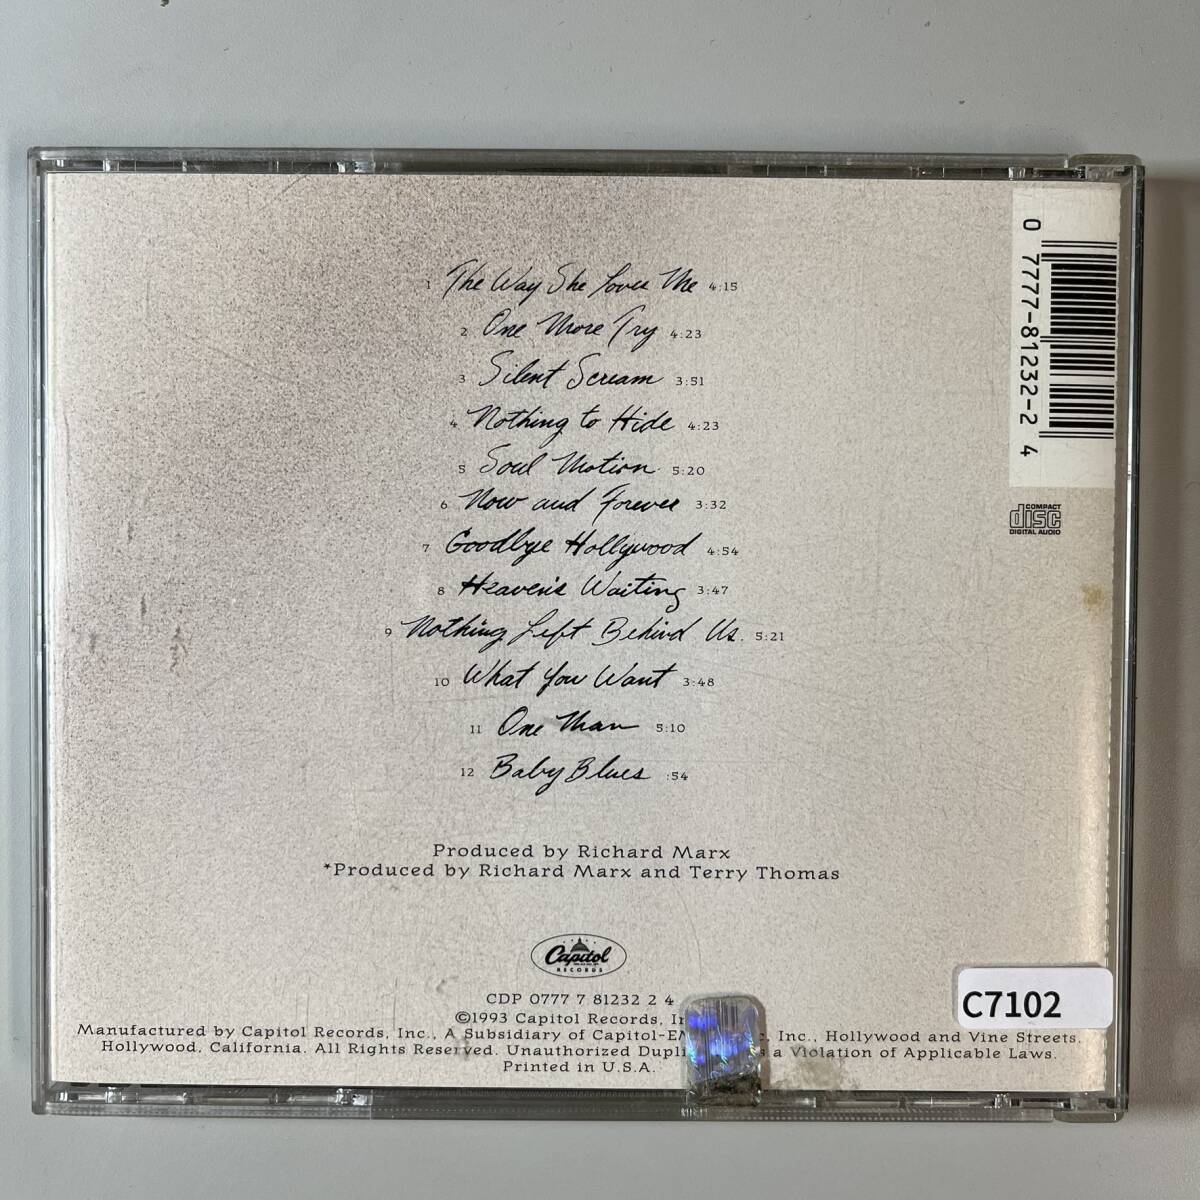 1 The Way She Loves Me 4:15
2 One More Try 4:23
3 Silent Scream 3:51
4. Nothing to Hide 4:23
5 Soul Motion 5:20
6 Now and Forever 3:32
7 Goodbye Hollywood 4:54
8 Heaven's Waiting 3:47
9 Nothing Left Behind Us. 5:21
10 What You Want 3:48
11 One Man 5:10
12 Baby Blues :54
Produced by Richard Marx
*Produced by Richard Marx and Terry Thomas
Capitol
RECORDS
CDP 0777 7 81232 2 4
©1993 Capitol Records,
Manufactured by Capitol Records, Inc., A Subsidiary of Inc., Hollywood and Vine Streets,
Hollywood, California. All Rights Reserved. Unauthorized a Violation of Applicable Laws.
Printed in U.S.A.
0 7777-81232-2 4
COMPACT
disc
DIGITAL AUDIO
C7102